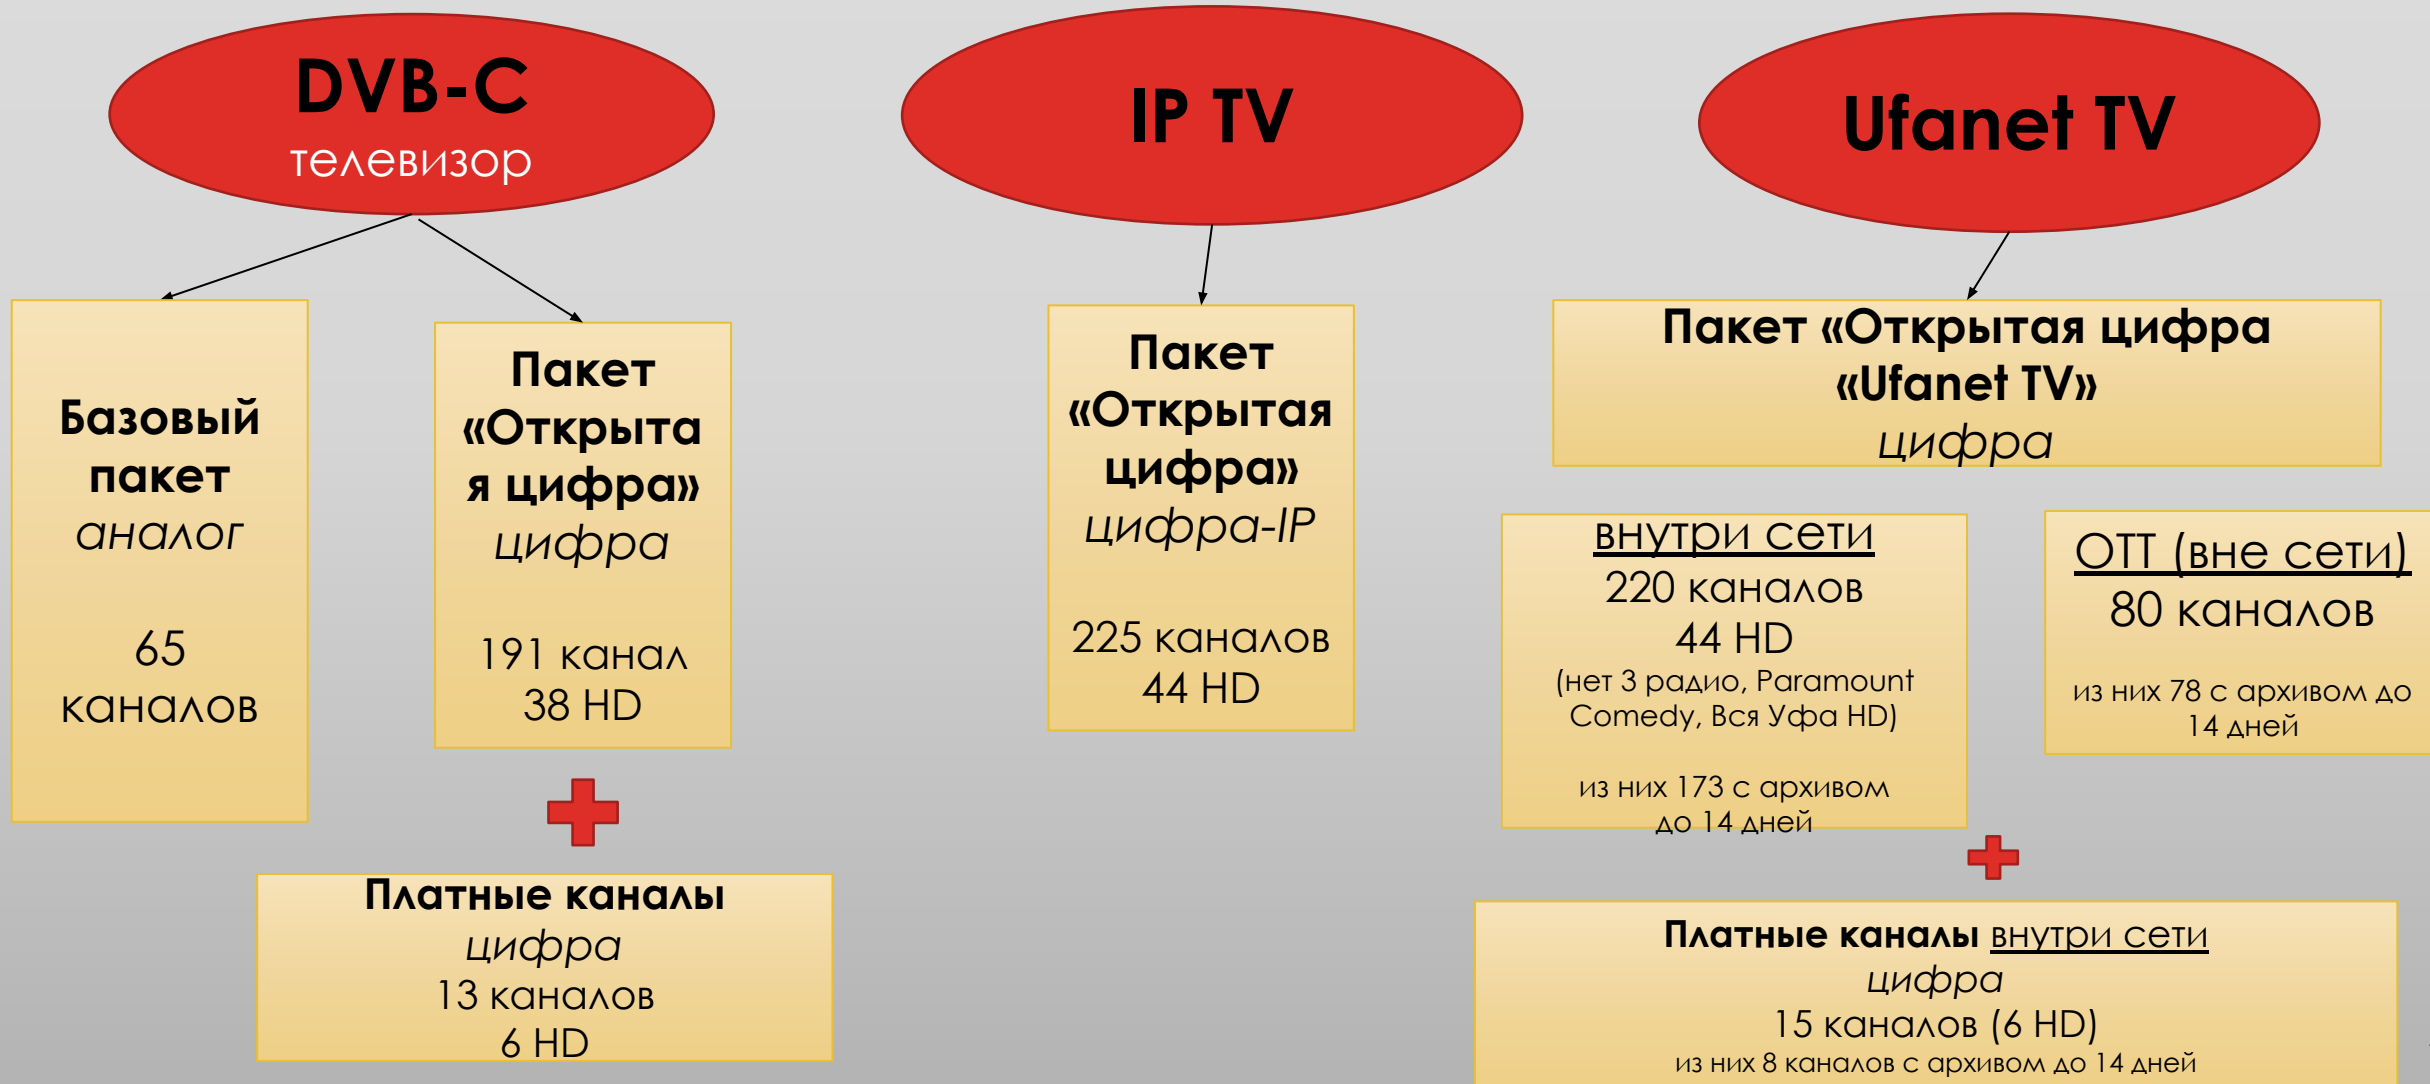 DVB-C
телевизор
IP TV
Ufanet TV
Базовый
пакет
аналог
65
каналов
Пакет
«Открыта
я цифра»
цифра
191 канал
38 HD
Платные каналы
цифра
13 каналов
6 HD
Пакет
«Открытая
цифра»
цифра-IP
225 каналов
44 HD
Пакет «Открытая цифра
«Ufanet TV»
цифра
внутри сети
220 каналов
44 HD
(нет 3 радио, Paramount
Comedy, Вся Уфа HD)
из них 173 с архивом
до 14 дней
ОТТ (вне сети)
80 каналов
из них 78 с архивом до
14 дней
Платные каналы внутри сети
цифра
15 каналов (6 HD)
из них 8 каналов с архивом до 14 дней